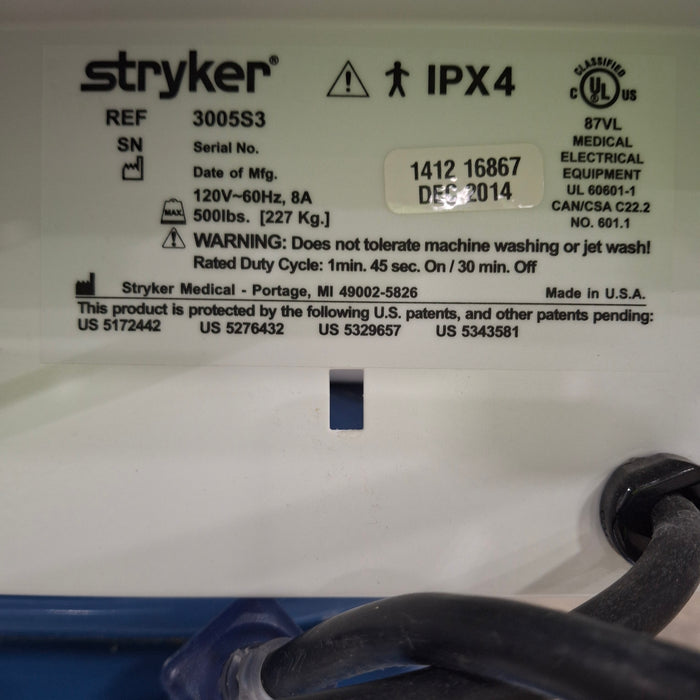 stryker®
IPX4
CLASSIFIED
C UL US
REF 3005S3
SN Serial No.
Date of Mfg.
1412 16867
DEC 2014
87VL
MEDICAL
ELECTRICAL
EQUIPMENT
UL 60601-1
CAN/CSA C22.2
NO. 601.1
120V~60Hz, 8A
MAX 500lbs. [227 Kg.]
WARNING: Does not tolerate machine washing or jet wash!
Rated Duty Cycle: 1min. 45 sec. On / 30 min. Off
Stryker Medical - Portage, MI 49002-5826 Made in U.S.A.
This product is protected by the following U.S. patents, and other patents pending:
US 5172442 US 5276432 US 5329657 US 5343581